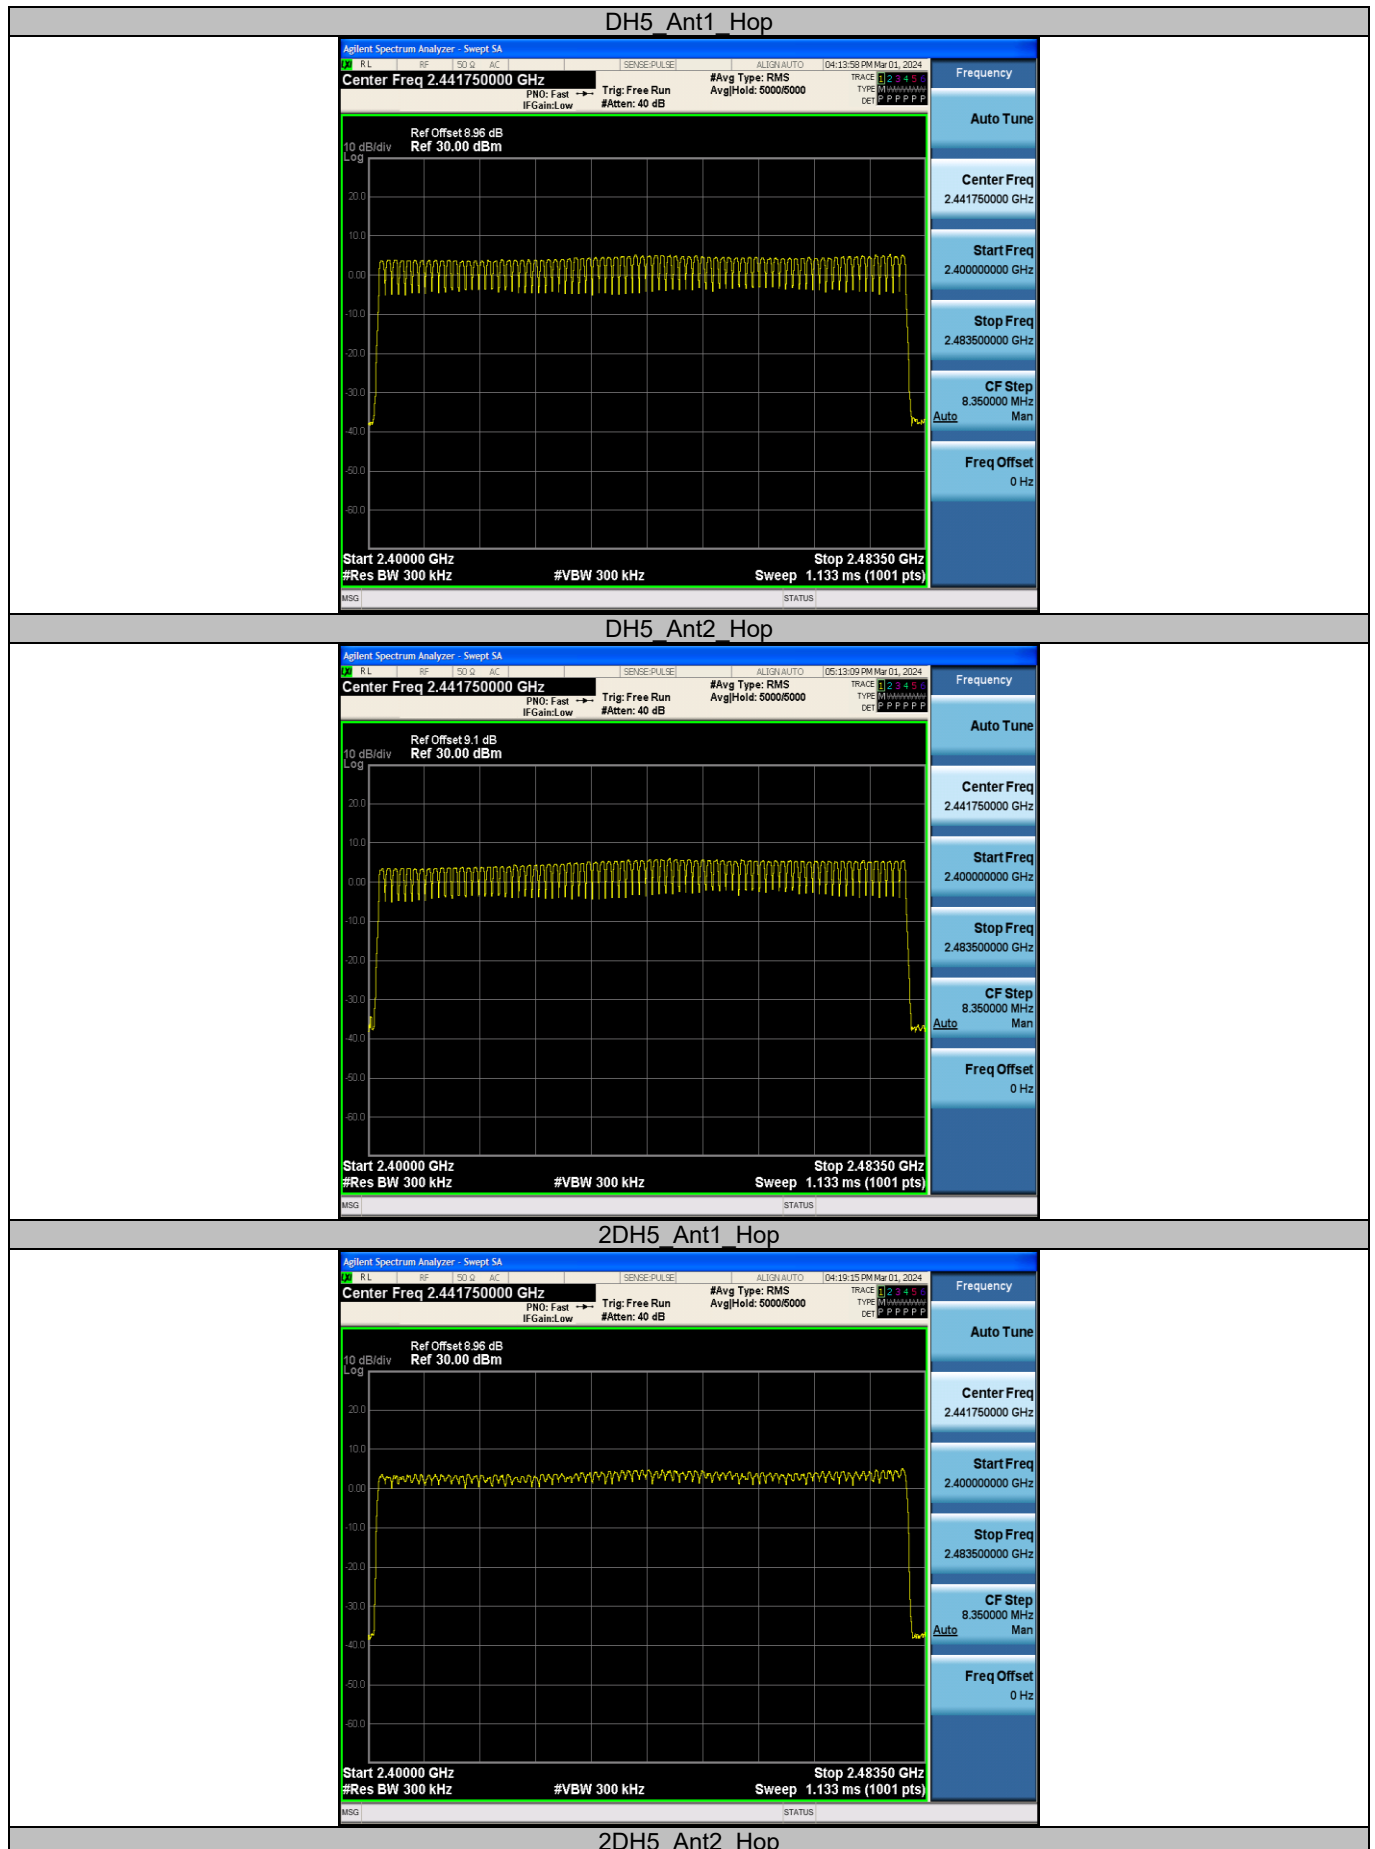 DH5_Ant1_Hop
Agilent Spectrum Analyzer - Swept SA
RL RF 50 Ω AC SENSE:PULSE ALIGN AUTO 04:13:58 PM Mar 01, 2024
Center Freq 2.441750000 GHz
PNO: Fast
IFGain:Low
Trig: Free Run
#Atten: 40 dB
#Avg Type: RMS
Avg|Hold: 5000/5000
TRACE 1 2 3 4 5 6
TYPE M
DET P P P P P P
Ref Offset 8.96 dB
10 dB/div Ref 30.00 dBm
Log
20.0
10.0
0.00
-10.0
-20.0
-30.0
-40.0
-50.0
-60.0
Start 2.40000 GHz Stop 2.48350 GHz
#Res BW 300 kHz #VBW 300 kHz Sweep 1.133 ms (1001 pts)
MSG STATUS
Frequency
Auto Tune
Center Freq
2.441750000 GHz
Start Freq
2.400000000 GHz
Stop Freq
2.483500000 GHz
CF Step
8.350000 MHz
Auto Man
Freq Offset
0 Hz
DH5_Ant2_Hop
Agilent Spectrum Analyzer - Swept SA
RL RF 50 Ω AC SENSE:PULSE ALIGN AUTO 05:13:09 PM Mar 01, 2024
Center Freq 2.441750000 GHz
PNO: Fast
IFGain:Low
Trig: Free Run
#Atten: 40 dB
#Avg Type: RMS
Avg|Hold: 5000/5000
TRACE 1 2 3 4 5 6
TYPE M
DET P P P P P P
Ref Offset 9.1 dB
10 dB/div Ref 30.00 dBm
Log
20.0
10.0
0.00
-10.0
-20.0
-30.0
-40.0
-50.0
-60.0
Start 2.40000 GHz Stop 2.48350 GHz
#Res BW 300 kHz #VBW 300 kHz Sweep 1.133 ms (1001 pts)
MSG STATUS
Frequency
Auto Tune
Center Freq
2.441750000 GHz
Start Freq
2.400000000 GHz
Stop Freq
2.483500000 GHz
CF Step
8.350000 MHz
Auto Man
Freq Offset
0 Hz
2DH5_Ant1_Hop
Agilent Spectrum Analyzer - Swept SA
RL RF 50 Ω AC SENSE:PULSE ALIGN AUTO 04:19:15 PM Mar 01, 2024
Center Freq 2.441750000 GHz
PNO: Fast
IFGain:Low
Trig: Free Run
#Atten: 40 dB
#Avg Type: RMS
Avg|Hold: 5000/5000
TRACE 1 2 3 4 5 6
TYPE M
DET P P P P P P
Ref Offset 8.96 dB
10 dB/div Ref 30.00 dBm
Log
20.0
10.0
0.00
-10.0
-20.0
-30.0
-40.0
-50.0
-60.0
Start 2.40000 GHz Stop 2.48350 GHz
#Res BW 300 kHz #VBW 300 kHz Sweep 1.133 ms (1001 pts)
MSG STATUS
Frequency
Auto Tune
Center Freq
2.441750000 GHz
Start Freq
2.400000000 GHz
Stop Freq
2.483500000 GHz
CF Step
8.350000 MHz
Auto Man
Freq Offset
0 Hz
2DH5_Ant2_Hop